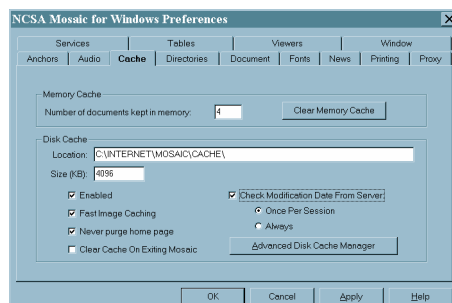 NCSA Mosaic for Windows Preferences
Services Tables Viewers Window
Anchors Audio Cache Directories Document Fonts News Printing Proxy
Memory Cache
Number of documents kept in memory: 4 Clear Memory Cache
Disk Cache
Location: C:\INTERNET\MOSAIC\CACHE\
Size (KB): 4096
Enabled Check Modification Date From Server:
Fast Image Caching Once Per Session
Never purge home page Always
Clear Cache On Exiting Mosaic Advanced Disk Cache Manager
OK Cancel Apply Help